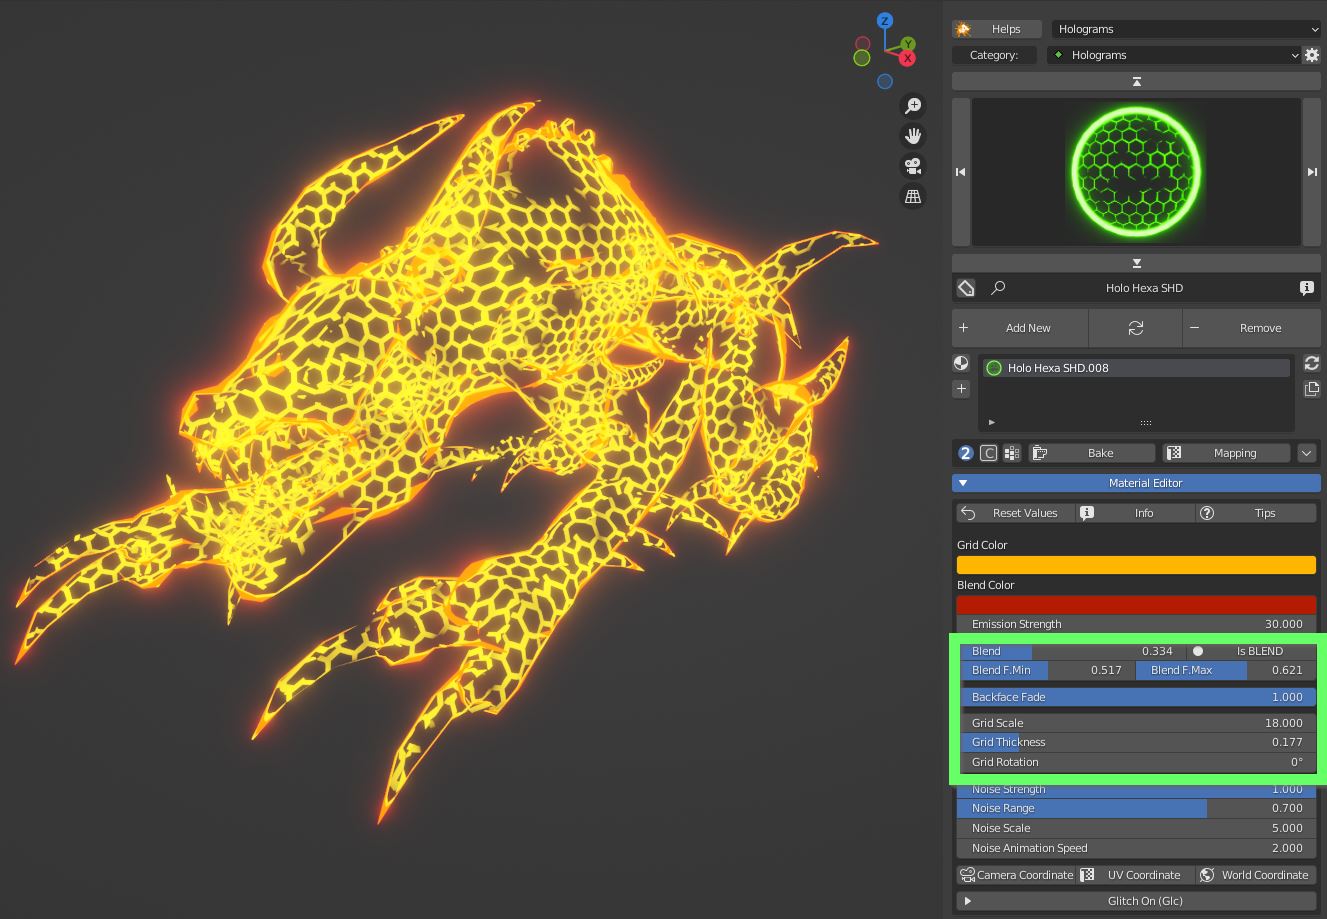 Z
Y
X
Helps Holograms
Category: Holograms
Holo Hexa SHD
Add New Remove
Holo Hexa SHD.008
2 C Bake Mapping
Material Editor
Reset Values Info Tips
Grid Color
Blend Color
Emission Strength 30.000
Blend 0.334 Is BLEND
Blend F.Min 0.517 Blend F.Max 0.621
Backface Fade 1.000
Grid Scale 18.000
Grid Thickness 0.177
Grid Rotation 0°
Noise Strength 1.000
Noise Range 0.700
Noise Scale 5.000
Noise Animation Speed 2.000
Camera Coordinate UV Coordinate World Coordinate
Glitch On (Glc)